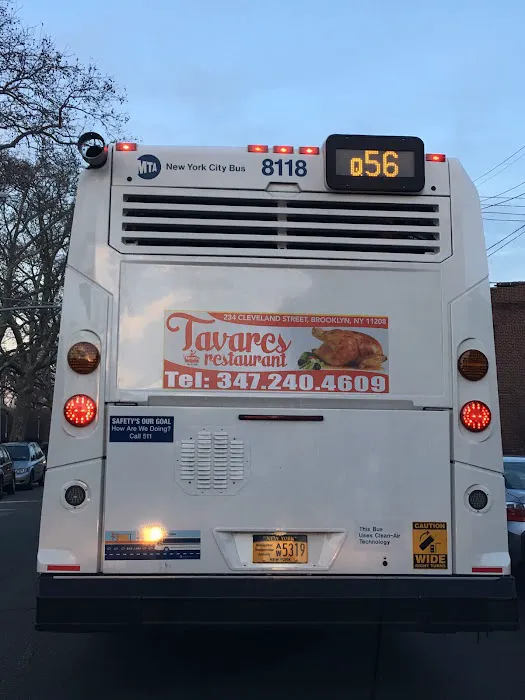 MTA New York City Bus 8118
Q56
234 CLEVELAND STREET, BROOKLYN, NY 11208
Tavares
restaurant
Tel: 347.240.4609
SAFETY'S OUR GOAL
How Are We Doing?
Call 511
NEW YORK
AW 5319
This Bus
Uses Clean-Air
Technology
CAUTION
WIDE
RIGHT TURNS